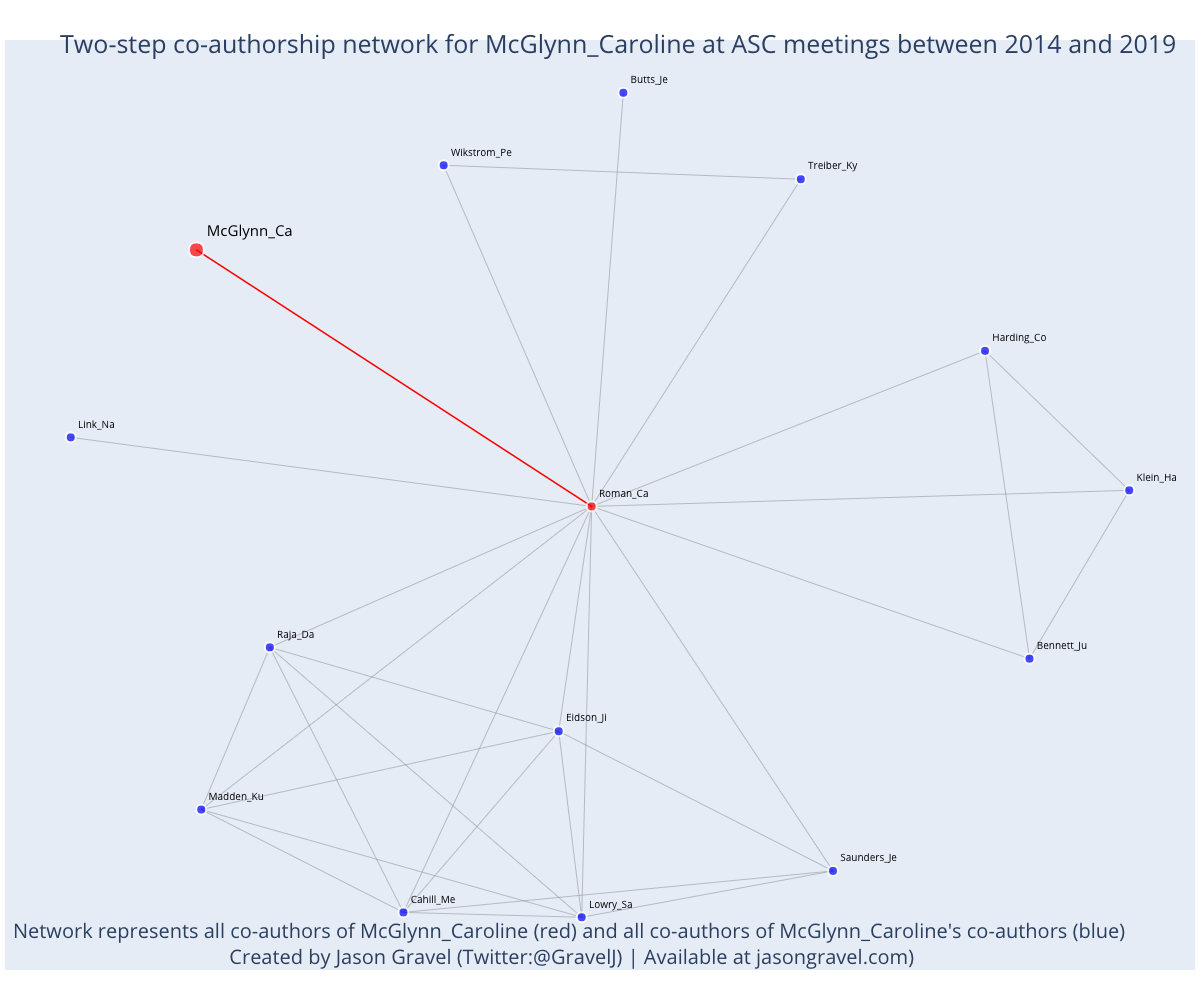 Two-step co-authorship network for McGlynn_Caroline at ASC meetings between 2014 and 2019
Butts_Je
Wikstrom_Pe
Treiber_Ky
McGlynn_Ca
Harding_Co
Link_Na
Klein_Ha
Roman_Ca
Raja_Da
Bennett_Ju
Eidson_Ji
Madden_Ku
Saunders_Je
Cahill_Me
Lowry_Sa
Network represents all co-authors of McGlynn_Caroline (red) and all co-authors of McGlynn_Caroline's co-authors (blue)
Created by Jason Gravel (Twitter:@GravelJ) | Available at jasongravel.com)